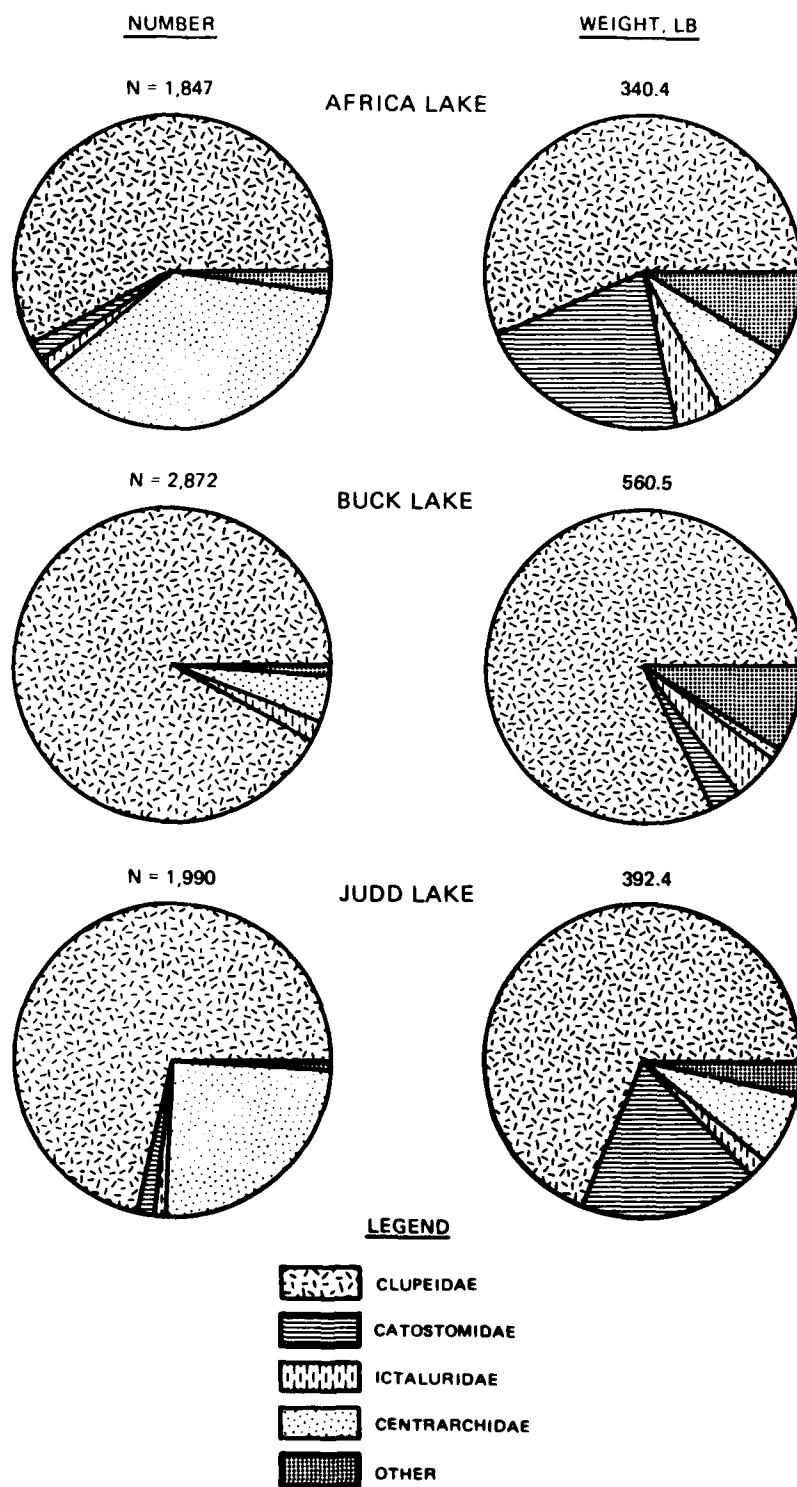 NUMBER
WEIGHT, LB
N = 1,847
AFRICA LAKE
340.4
N = 2,872
BUCK LAKE
560.5
N = 1,990
JUDD LAKE
392.4
LEGEND
CLUPEIDAE
CATOSTOMIDAE
ICTALURIDAE
CENTRARCHIDAE
OTHER